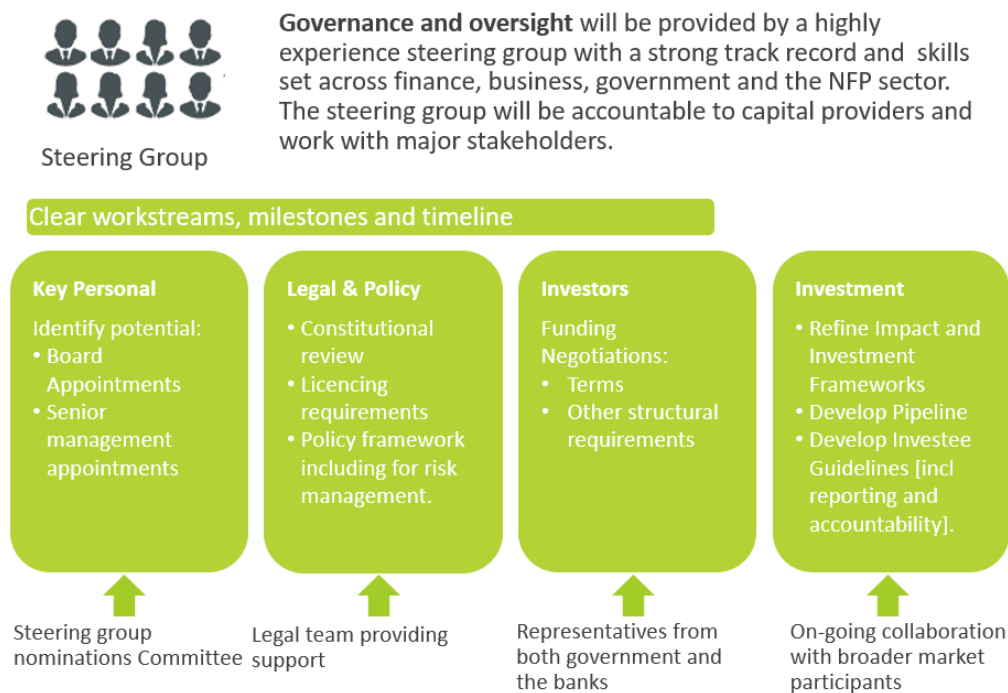 Governance and oversight will be provided by a highly
experience steering group with a strong track record and skills
set across finance, business, government and the NFP sector.
The steering group will be accountable to capital providers and
work with major stakeholders.
Steering Group
Clear workstreams, milestones and timeline
Key Personal
Identify potential:
• Board
Appointments
• Senior
management
appointments
Legal & Policy
• Constitutional
review
• Licencing
requirements
• Policy framework
including for risk
management.
Investors
Funding
Negotiations:
• Terms
• Other structural
requirements
Investment
• Refine Impact and
Investment
Frameworks
• Develop Pipeline
• Develop Investee
Guidelines [incl
reporting and
accountability].
Steering group
nominations Committee
Legal team providing
support
Representatives from
both government and
the banks
On-going collaboration
with broader market
participants